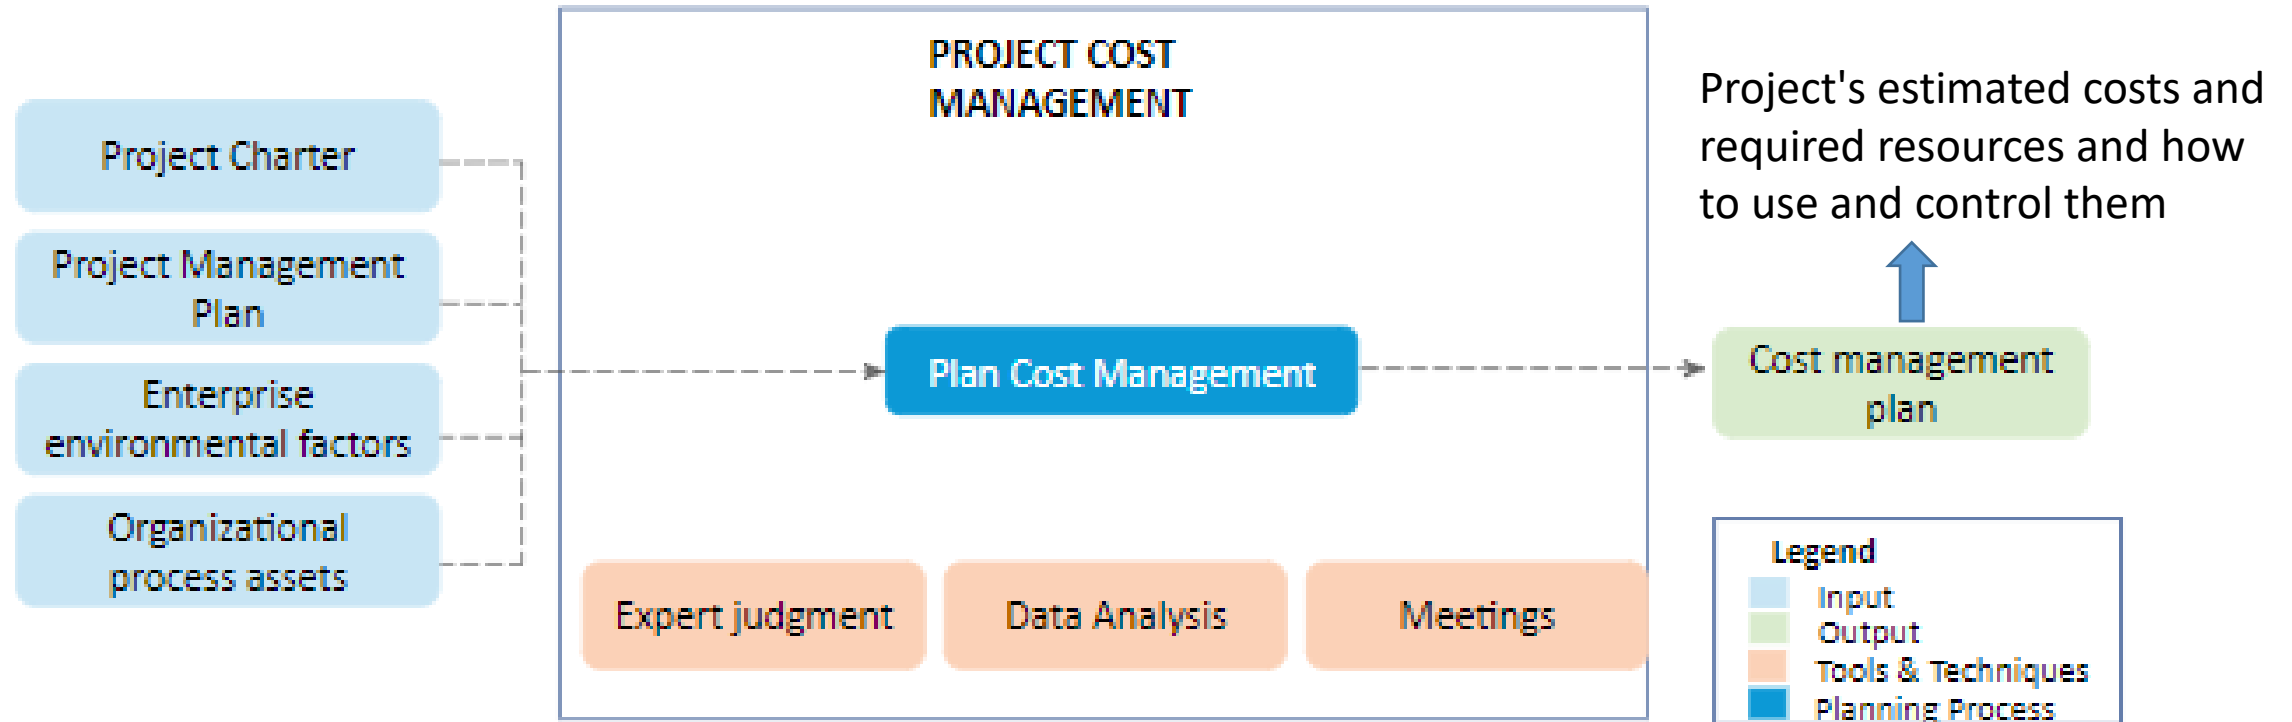 PROJECT COST
MANAGEMENT
Project Charter
Project Management
Plan
Enterprise
environmental factors
Organizational
process assets
Plan Cost Management
Expert judgment
Data Analysis
Meetings
Project's estimated costs and
required resources and how
to use and control them
Cost management
plan
Legend
Input
Output
Tools & Techniques
Planning Process